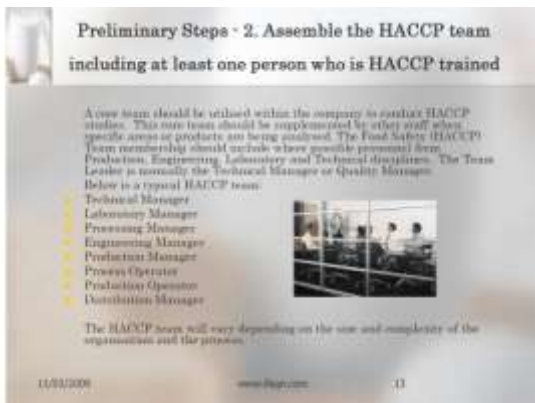 Preliminary Steps - 2. Assemble the HACCP team
including at least one person who is HACCP trained
A core team should be utilised within the company to conduct HACCP
studies. This core team should be supplemented by other staff when
specific areas or products are being analysed. The Food Safety (HACCP)
Team membership should include where possible personnel from
Production, Engineering, Laboratory and Technical disciplines. The Team
Leader is normally the Technical Manager or Quality Manager.
Below is a typical HACCP team:
Technical Manager
Laboratory Manager
Processing Manager
Engineering Manager
Production Manager
Process Operator
Production Operator
Distribution Manager
The HACCP team will vary depending on the size and complexity of the
organisation and the process.
13